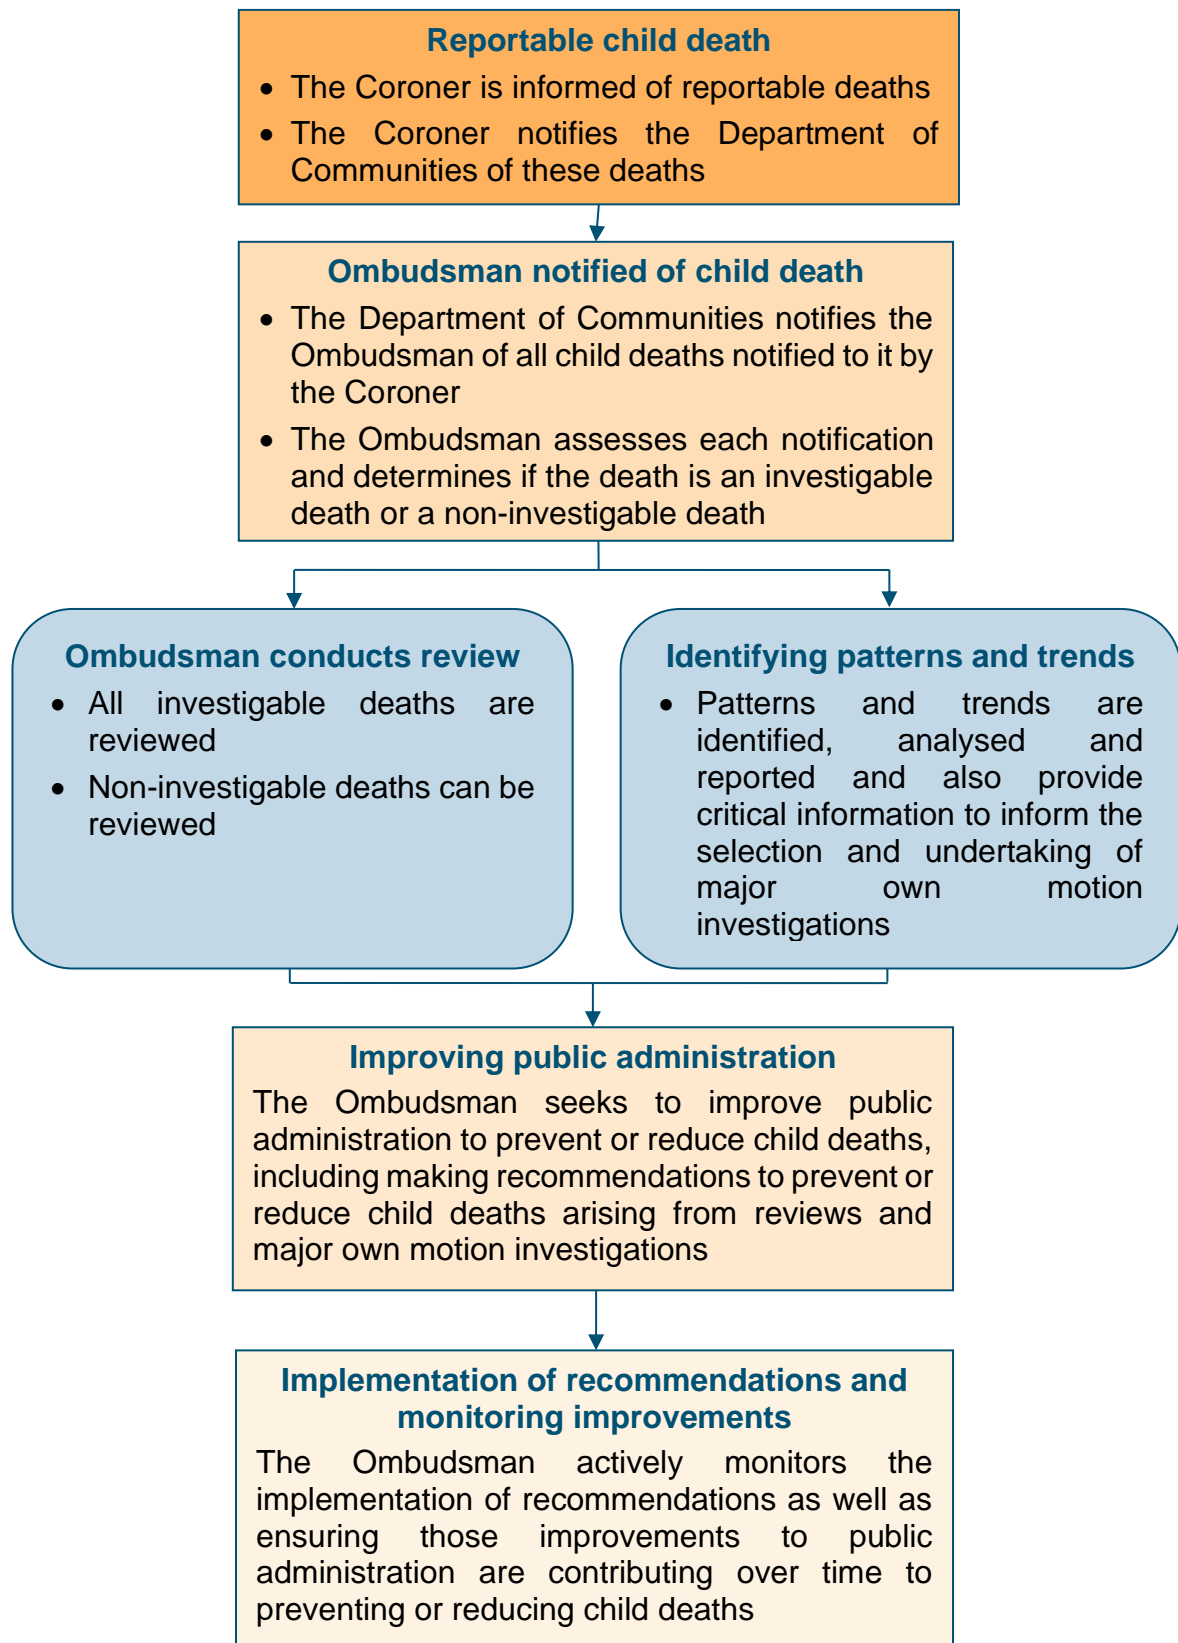 Reportable child death
• The Coroner is informed of reportable deaths
• The Coroner notifies the Department of
Communities of these deaths
Ombudsman notified of child death
• The Department of Communities notifies the
Ombudsman of all child deaths notified to it by
the Coroner
• The Ombudsman assesses each notification
and determines if the death is an investigable
death or a non-investigable death
Ombudsman conducts review
• All investigable deaths are
reviewed
• Non-investigable deaths can be
reviewed
Identifying patterns and trends
• Patterns and trends are
identified, analysed and
reported and also provide
critical information to inform the
selection and undertaking of
major own motion
investigations
Improving public administration
The Ombudsman seeks to improve public
administration to prevent or reduce child deaths,
including making recommendations to prevent or
reduce child deaths arising from reviews and
major own motion investigations
Implementation of recommendations and
monitoring improvements
The Ombudsman actively monitors the
implementation of recommendations as well as
ensuring those improvements to public
administration are contributing over time to
preventing or reducing child deaths